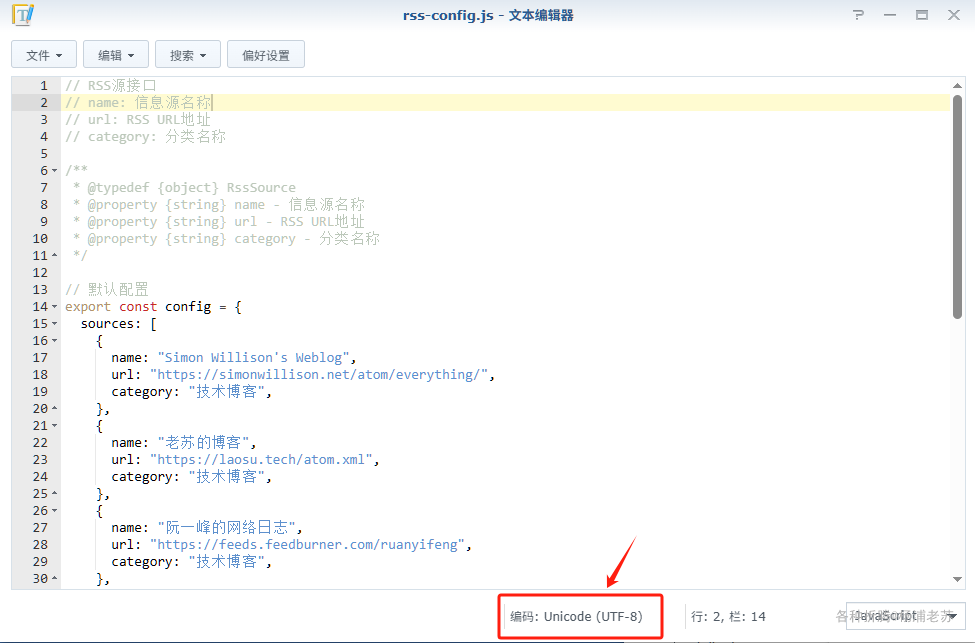 rss-config.js - 文本编辑器
文件 编辑 搜索 偏好设置
1 // RSS源接口
2 // name: 信息源名称
3 // url: RSS URL地址
4 // category: 分类名称
5
6 /**
7 * @typedef {object} RssSource
8 * @property {string} name - 信息源名称
9 * @property {string} url - RSS URL地址
10 * @property {string} category - 分类名称
11 */
12
13 // 默认配置
14 export const config = {
15 sources: [
16 {
17 name: "Simon Willison's Weblog",
18 url: "https://simonwillison.net/atom/everything/",
19 category: "技术博客",
20 },
21 {
22 name: "老苏的博客",
23 url: "https://laosu.tech/atom.xml",
24 category: "技术博客",
25 },
26 {
27 name: "阮一峰的网络日志",
28 url: "https://feeds.feedburner.com/ruanyifeng",
29 category: "技术博客",
30 },
编码: Unicode (UTF-8) 行: 2, 栏: 14 JavaScript